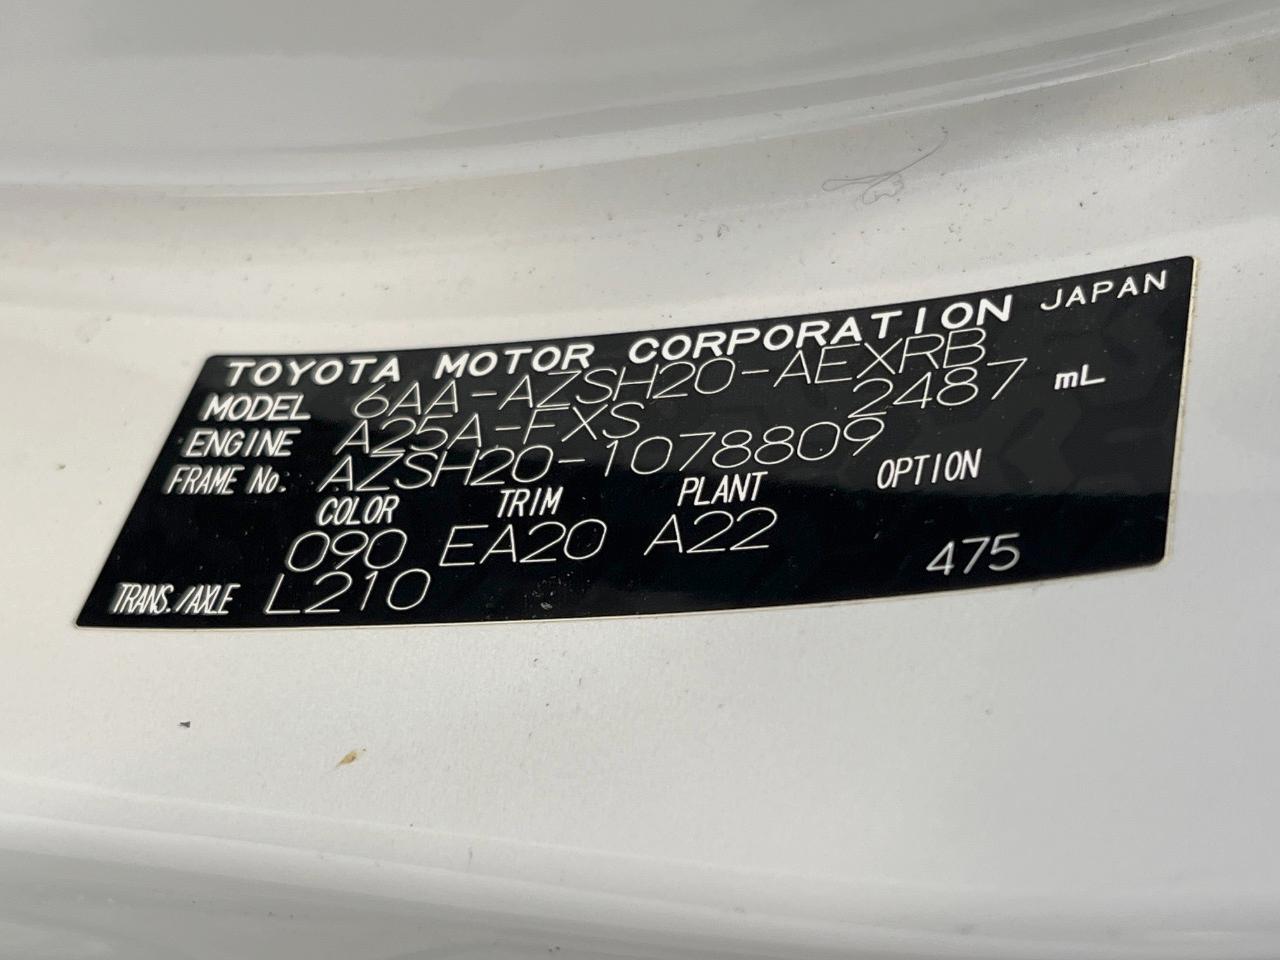 TOYOTA MOTOR CORPORATION JAPAN
MODEL 6AA-AZSH20-AEXRB
ENGINE A25A-FXS 2487 mL
FRAME No. AZSH20-1078809
COLOR TRIM PLANT OPTION
090 EA20 A22
TRANS./AXLE L210 475